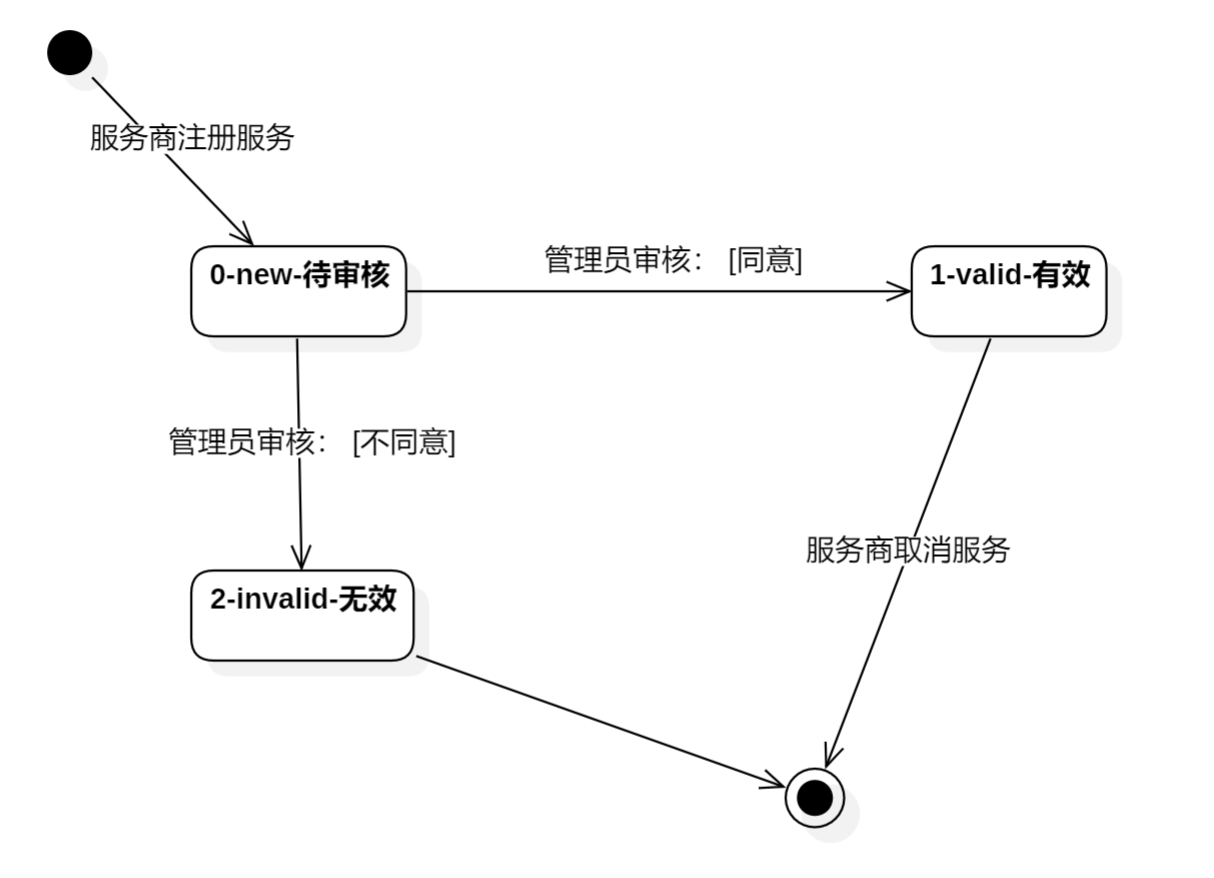 服务商注册服务
管理员审核： [同意]
0-new-待审核
1-valid-有效
管理员审核： [不同意]
服务商取消服务
2-invalid-无效